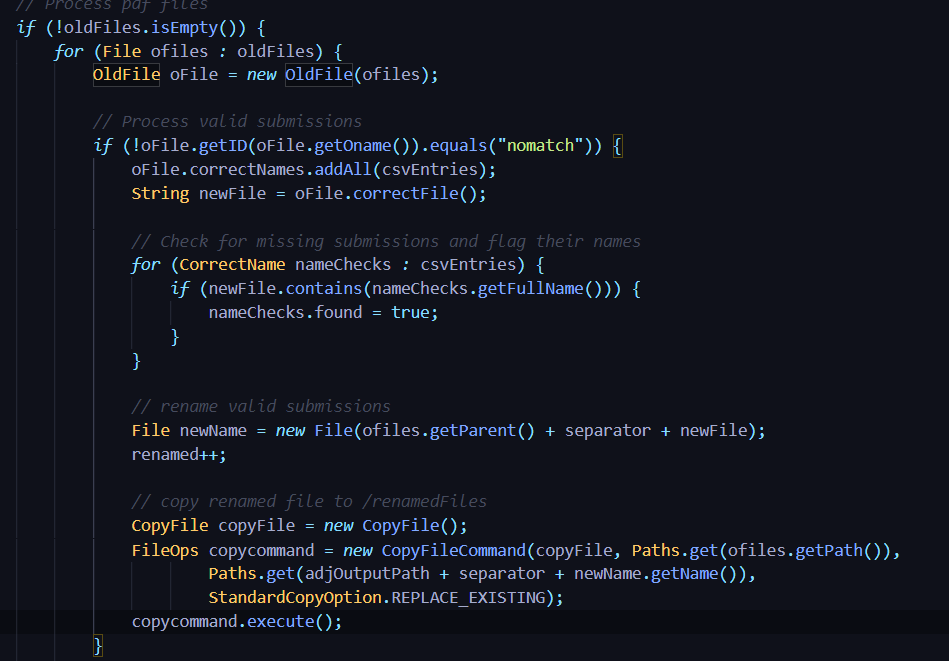 // Process pdf files
if (!oldFiles.isEmpty()) {
for (File ofiles : oldFiles) {
OldFile oFile = new OldFile(ofiles);
// Process valid submissions
if (!oFile.getID(oFile.getOname()).equals("nomatch")) {
oFile.correctNames.addAll(csvEntries);
String newFile = oFile.correctFile();
// Check for missing submissions and flag their names
for (CorrectName nameChecks : csvEntries) {
if (newFile.contains(nameChecks.getFullName())) {
nameChecks.found = true;
}
}
// rename valid submissions
File newName = new File(ofiles.getParent() + separator + newFile);
renamed++;
// copy renamed file to /renamedFiles
CopyFile copyFile = new CopyFile();
FileOps copycommand = new CopyFileCommand(copyFile, Paths.get(ofiles.getPath()),
Paths.get(adjOutputPath + separator + newName.getName()),
StandardCopyOption.REPLACE_EXISTING);
copycommand.execute();
}